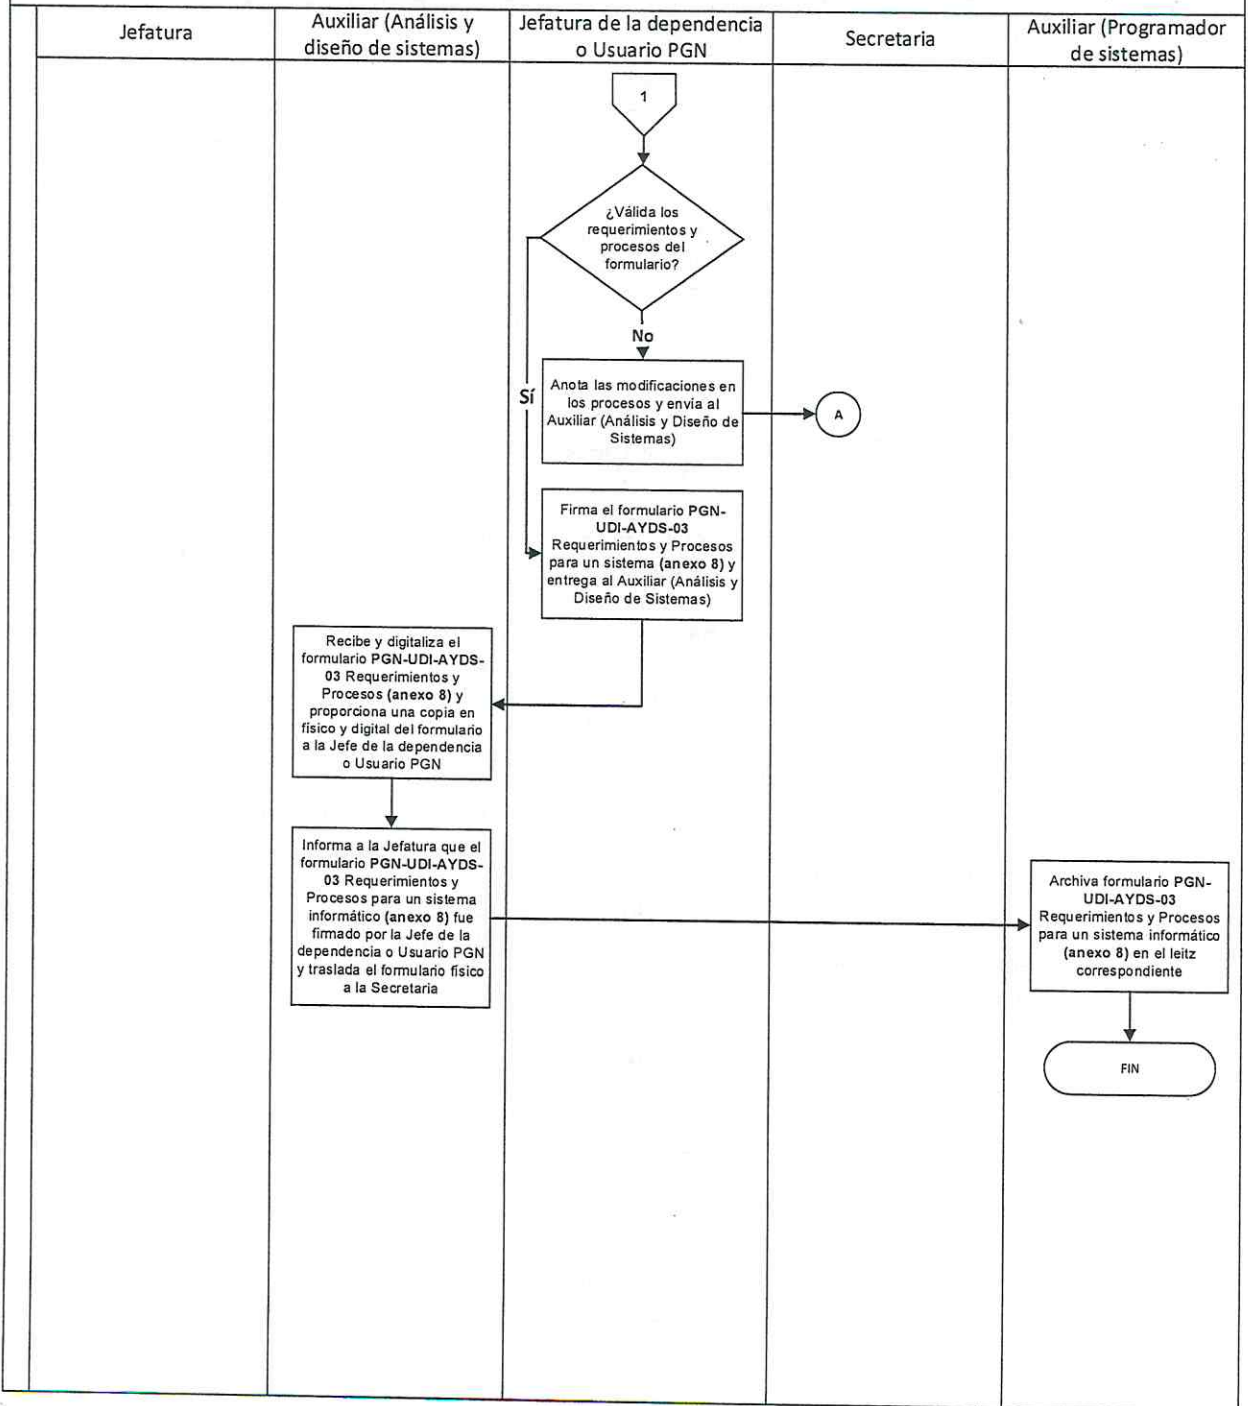 Jefatura
Auxiliar (Análisis y
diseño de sistemas)
Jefatura de la dependencia
o Usuario PGN
Secretaria
Auxiliar (Programador
de sistemas)
1
¿Válida los
requerimientos y
procesos del
formulario?
No
Sí
Anota las modificaciones en
los procesos y envía al
Auxiliar (Análisis y Diseño de
Sistemas)
A
Firma el formulario PGN-
UDI-AYDS-03
Requerimientos y Procesos
para un sistema (anexo 8) y
entrega al Auxiliar (Análisis y
Diseño de Sistemas)
Recibe y digitaliza el
formulario PGN-UDI-AYDS-
03 Requerimientos y
Procesos (anexo 8) y
proporciona una copia en
físico y digital del formulario
a la Jefe de la dependencia
o Usuario PGN
Informa a la Jefatura que el
formulario PGN-UDI-AYDS-
03 Requerimientos y
Procesos para un sistema
informático (anexo 8) fue
firmado por la Jefe de la
dependencia o Usuario PGN
y traslada el formulario físico
a la Secretaria
Archiva formulario PGN-
UDI-AYDS-03
Requerimientos y Procesos
para un sistema informático
(anexo 8) en el leitz
correspondiente
FIN